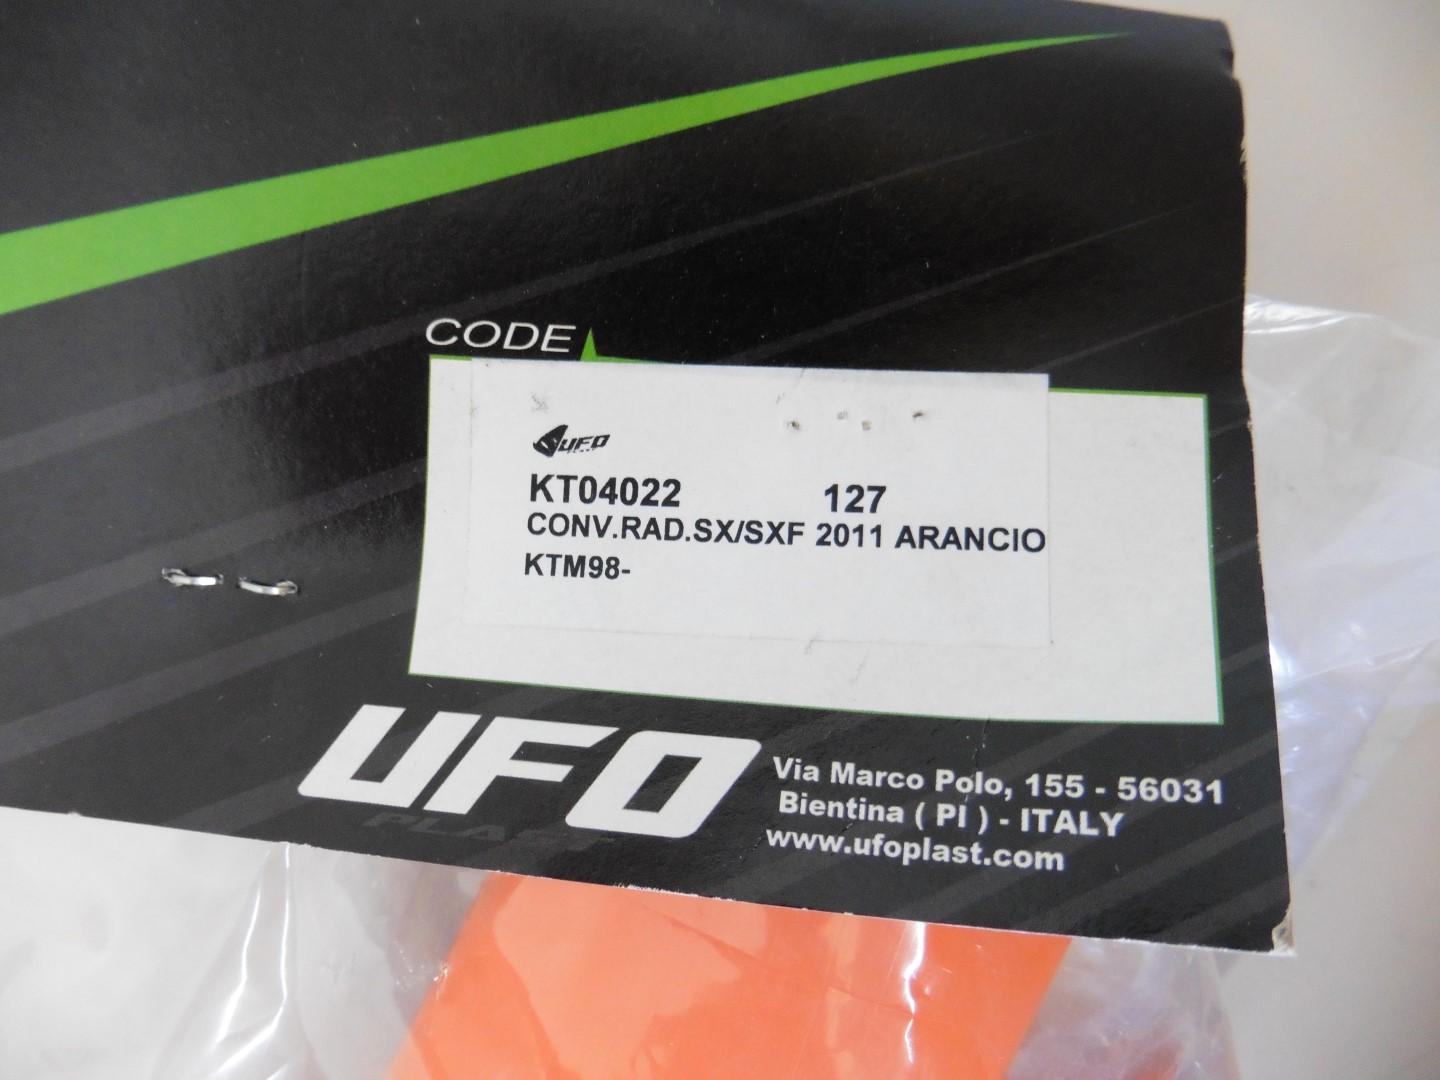 CODE
UFO
KT04022 127
CONV.RAD.SX/SXF 2011 ARANCIO
KTM98-
UFO
PLAST
Via Marco Polo, 155 - 56031
Bientina ( PI ) - ITALY
www.ufoplast.com